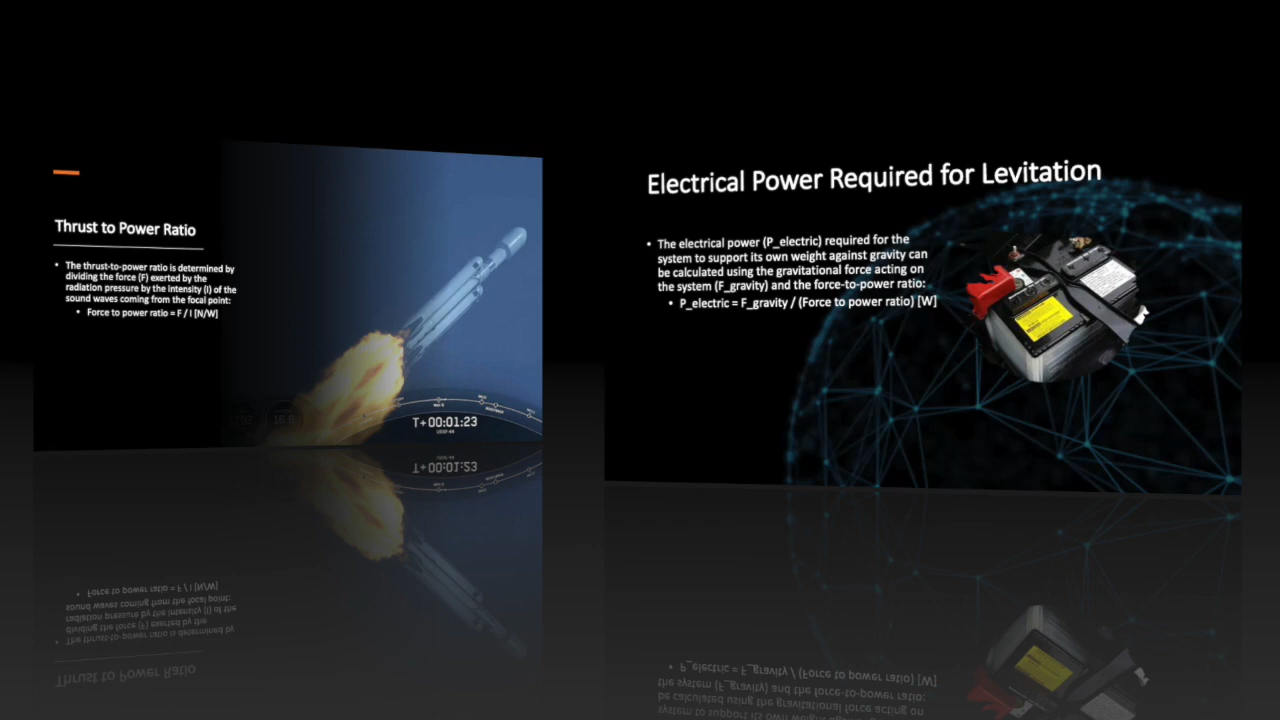 Thrust to Power Ratio
• The thrust-to-power ratio is determined by
dividing the force (F) exerted by the
radiation pressure by the intensity (I) of the
sound waves coming from the focal point:
• Force to power ratio = F / I [N/W]
T+00:01:23
Electrical Power Required for Levitation
• The electrical power (P_electric) required for the
system to support its own weight against gravity can
be calculated using the gravitational force acting on
the system (F_gravity) and the force-to-power ratio:
• P_electric = F_gravity / (Force to power ratio) [W]